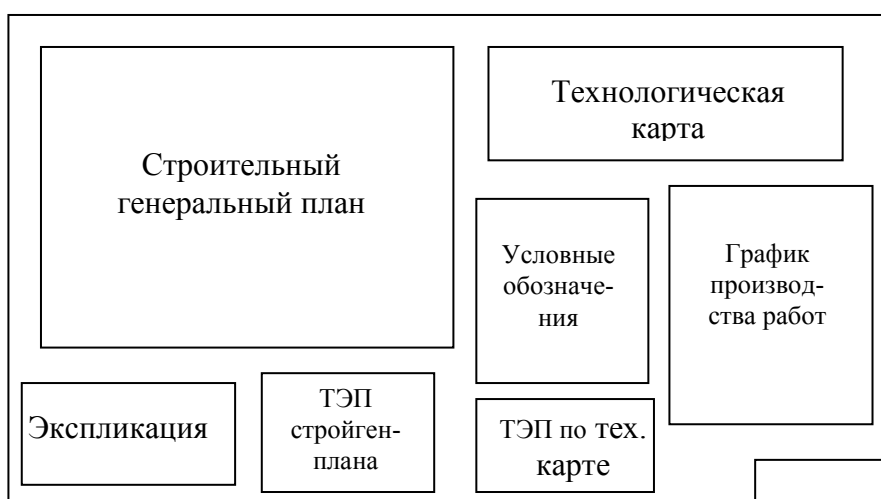 Строительный
генеральный план
Технологическая
карта
Условные
обозначе-
ния
График
производ-
ства работ
Экспликация
ТЭП
стройген-
плана
ТЭП по тех.
карте